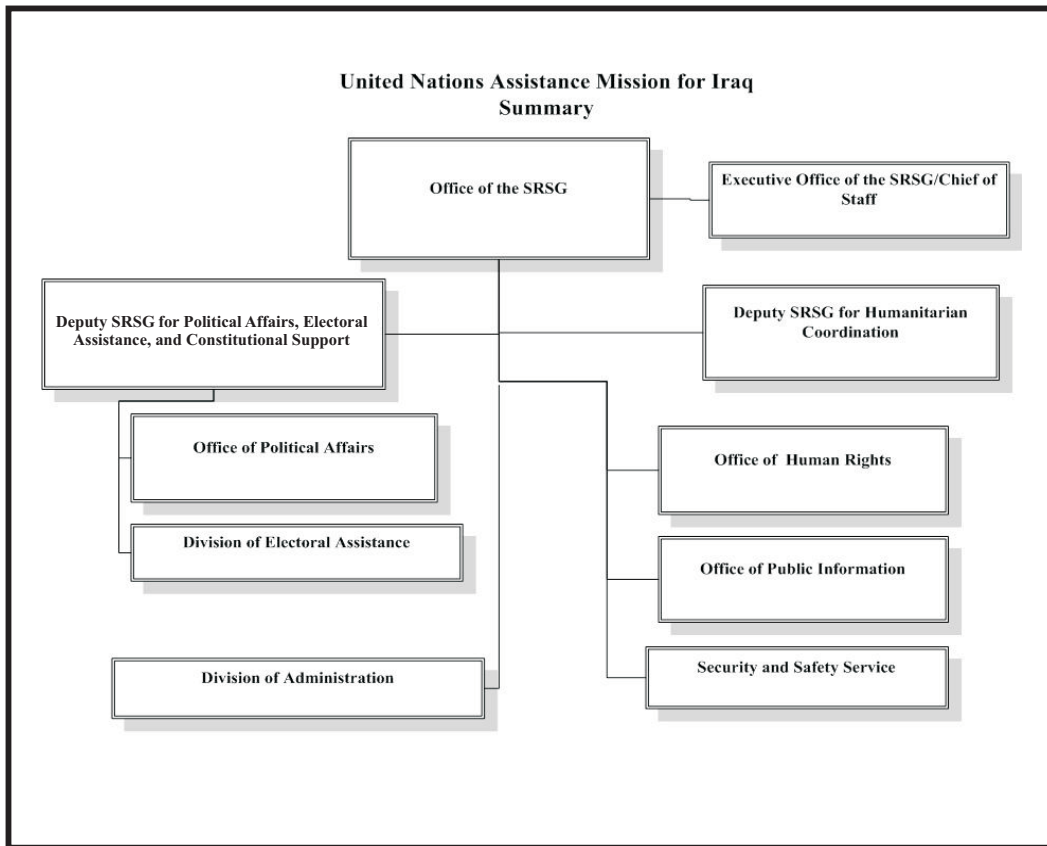 United Nations Assistance Mission for Iraq
Summary
Office of the SRSG
Executive Office of the SRSG/Chief of
Staff
Deputy SRSG for Political Affairs, Electoral
Assistance, and Constitutional Support
Deputy SRSG for Humanitarian
Coordination
Office of Political Affairs
Office of Human Rights
Division of Electoral Assistance
Office of Public Information
Division of Administration
Security and Safety Service